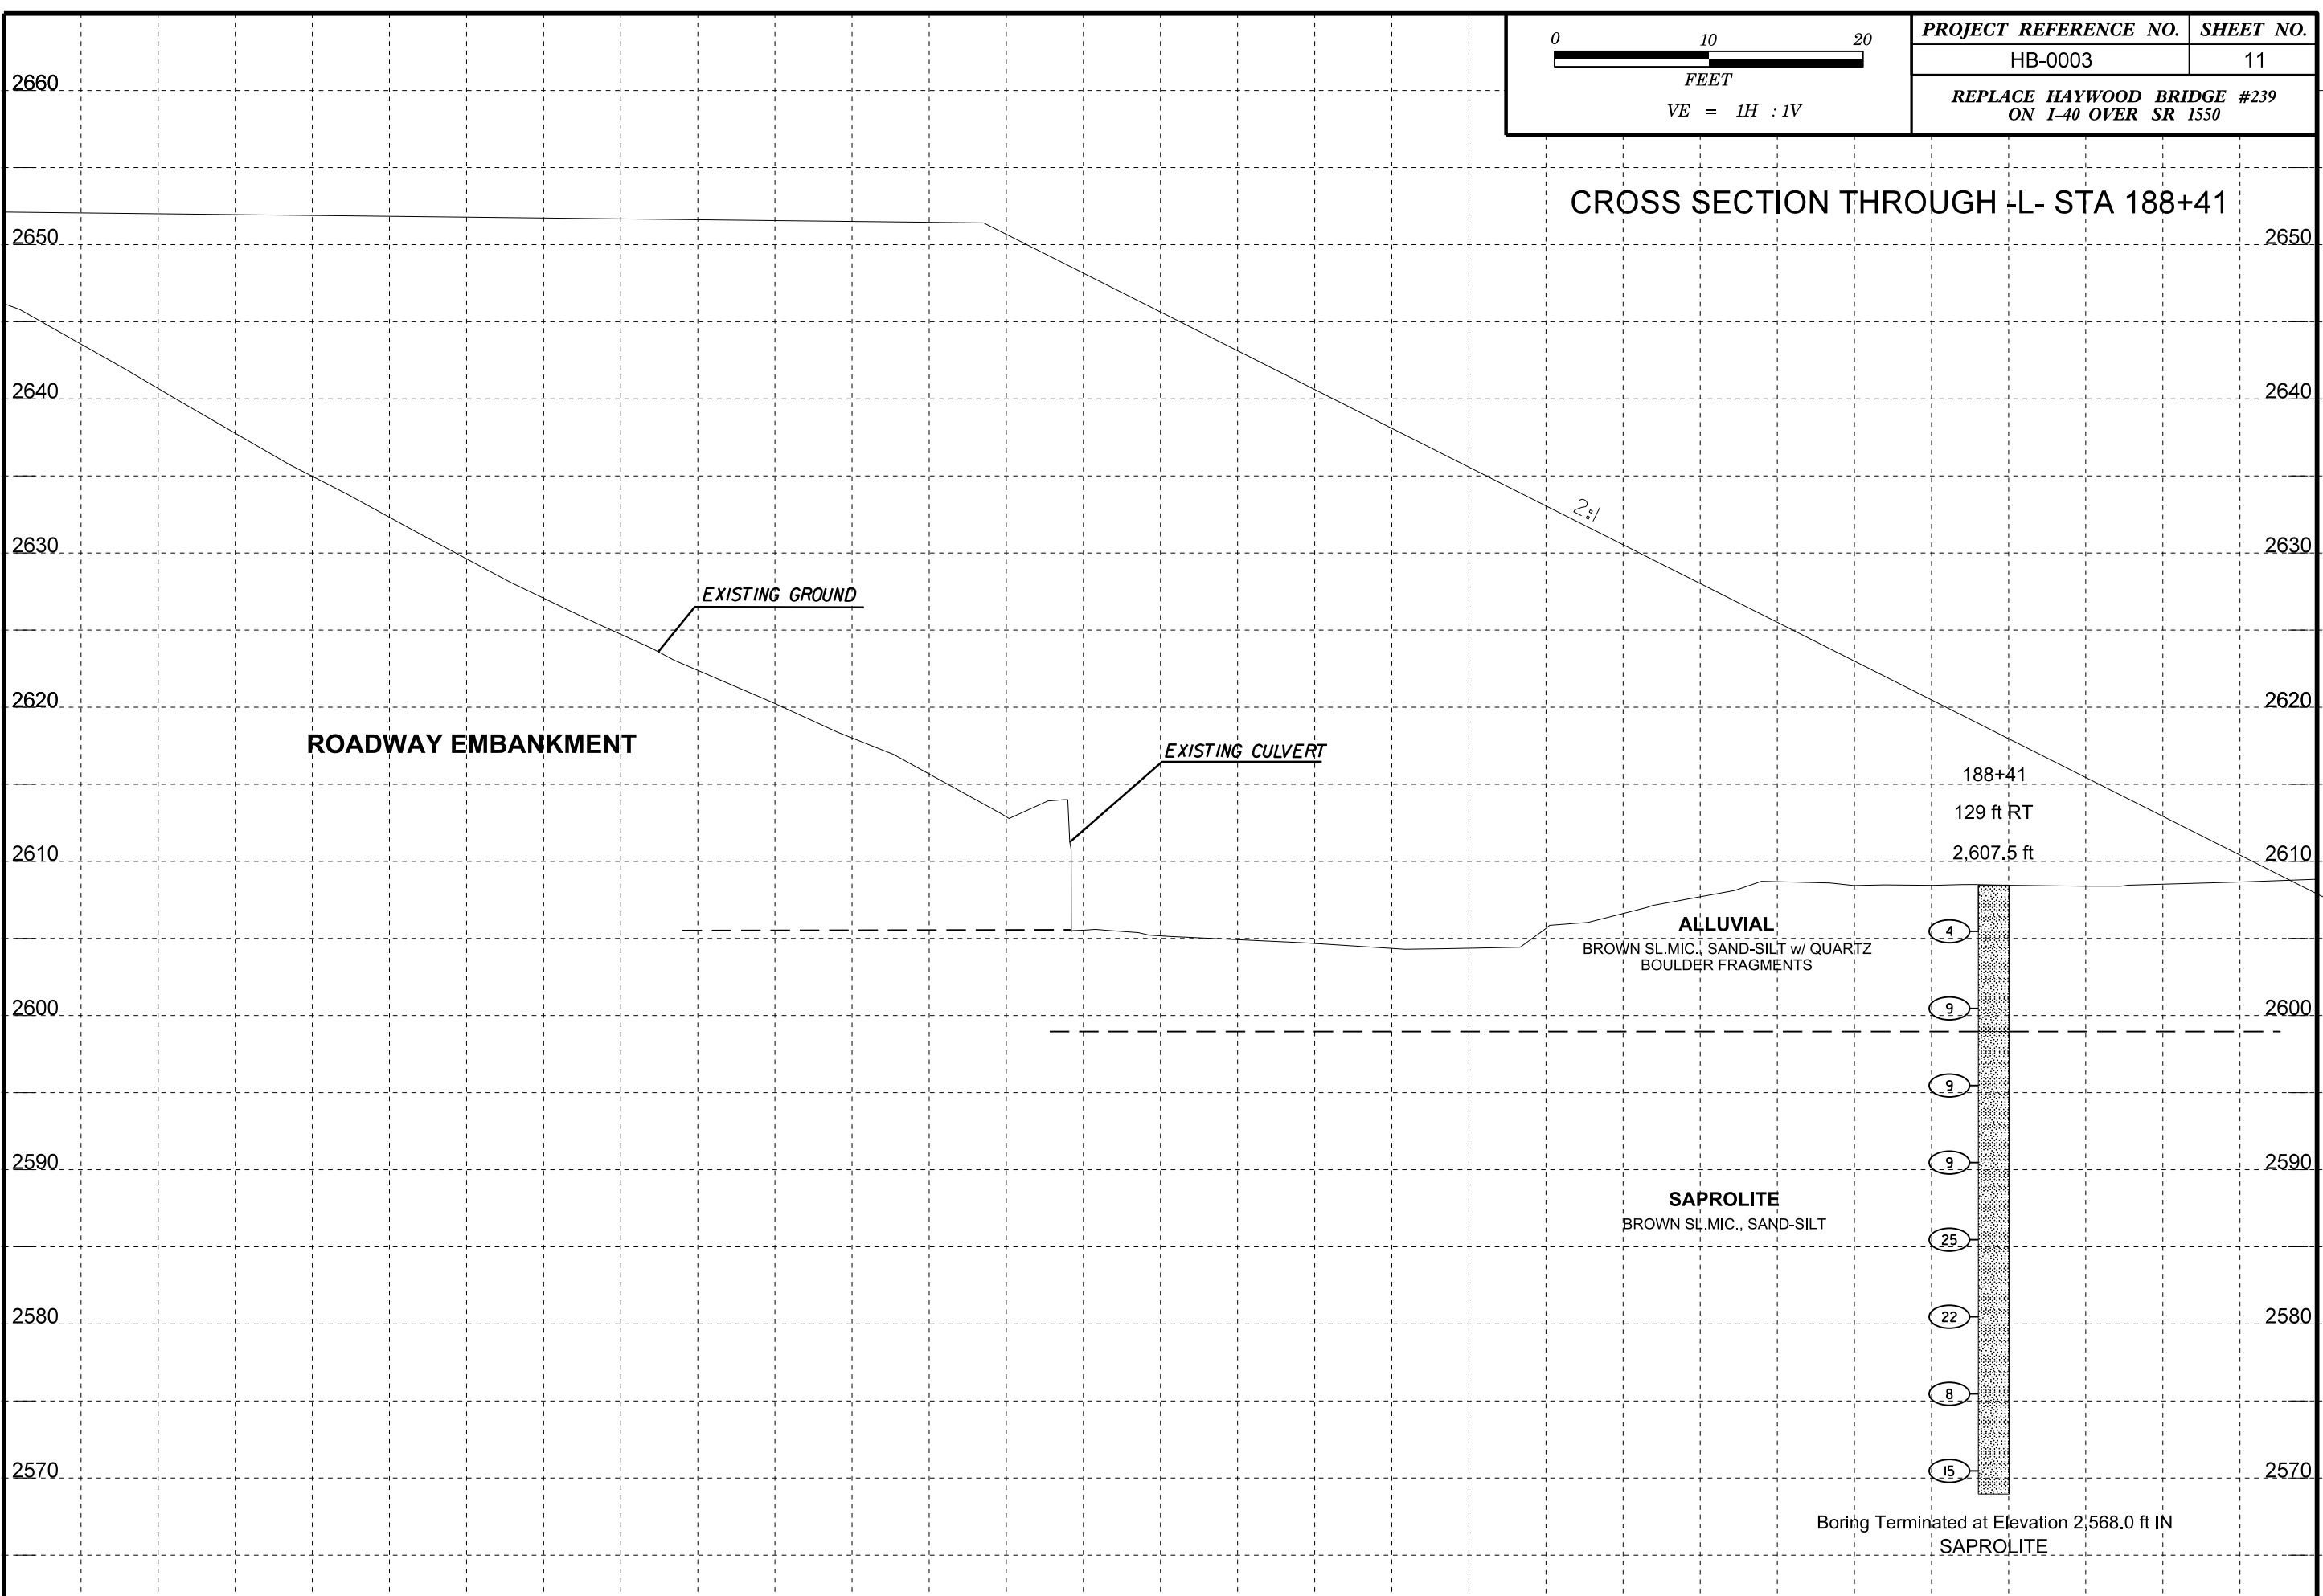 0 10 20
FEET
VE = 1H : 1V
PROJECT REFERENCE NO. SHEET NO.
HB-0003 11
REPLACE HAYWOOD BRIDGE #239
ON I-40 OVER SR 1550
2660
CROSS SECTION THROUGH -L- STA 188+41
2650 2650
2640 2640
2:1
2630 2630
EXISTING GROUND
2620 2620
ROADWAY EMBANKMENT
EXISTING CULVERT
188+41
129 ft RT
2,607.5 ft
2610 2610
ALLUVIAL
BROWN SL.MIC., SAND-SILT w/ QUARTZ
BOULDER FRAGMENTS
4
2600 9 2600
9
2590 9 2590
SAPROLITE
BROWN SL.MIC., SAND-SILT
25
2580 22 2580
8
2570 15 2570
Boring Terminated at Elevation 2,568.0 ft IN
SAPROLITE